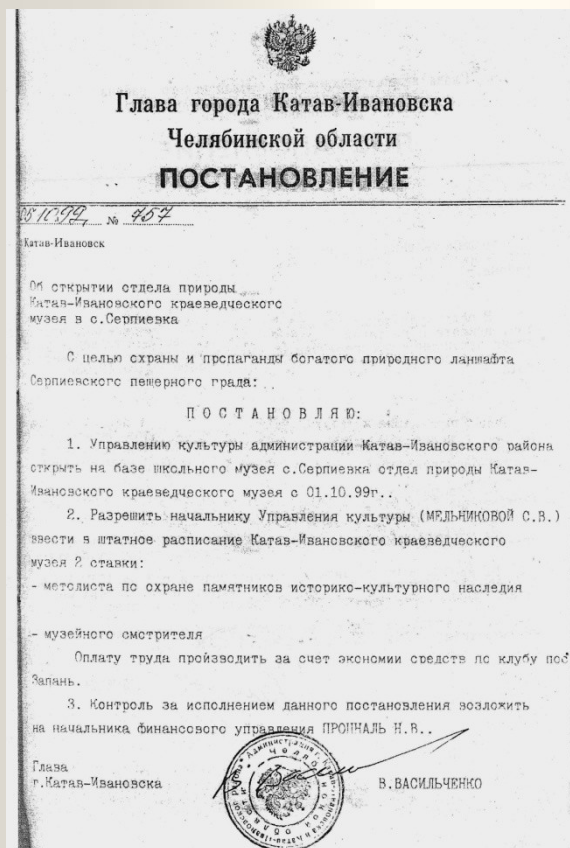 Глава города Катав-Ивановска
Челябинской области
ПОСТАНОВЛЕНИЕ
05.10.99, № 457
Катав-Ивановск
Об открытии отдела природы
Катав-Ивановского краеведческого
музея в с.Серпиевка
С целью охраны и пропаганды богатого природного ланшафта
Серпиевского пещерного града:
ПОСТАНОВЛЯЮ:
1. Управлению культуры администрации Катав-Ивановского района
открыть на базе школьного музея с.Серпиевка отдел природы Катав-
Ивановского краеведческого музея с 01.10.99г..
2. Разрешить начальнику Управления культуры (МЕЛЬНИКОВОЙ С.В.)
ввести в штатное расписание Катав-Ивановского краеведческого
музея 2 ставки:
- методиста по охране памятников историко-культурного наследия
- музейного смотрителя
Оплату труда производить за счет экономии средств по клубу пос
Запань.
3. Контроль за исполнением данного постановления возложить
на начальника финансового управления Н.В..
Глава
г.Катав-Ивановска
В.ВАСИЛЬЧЕНКО